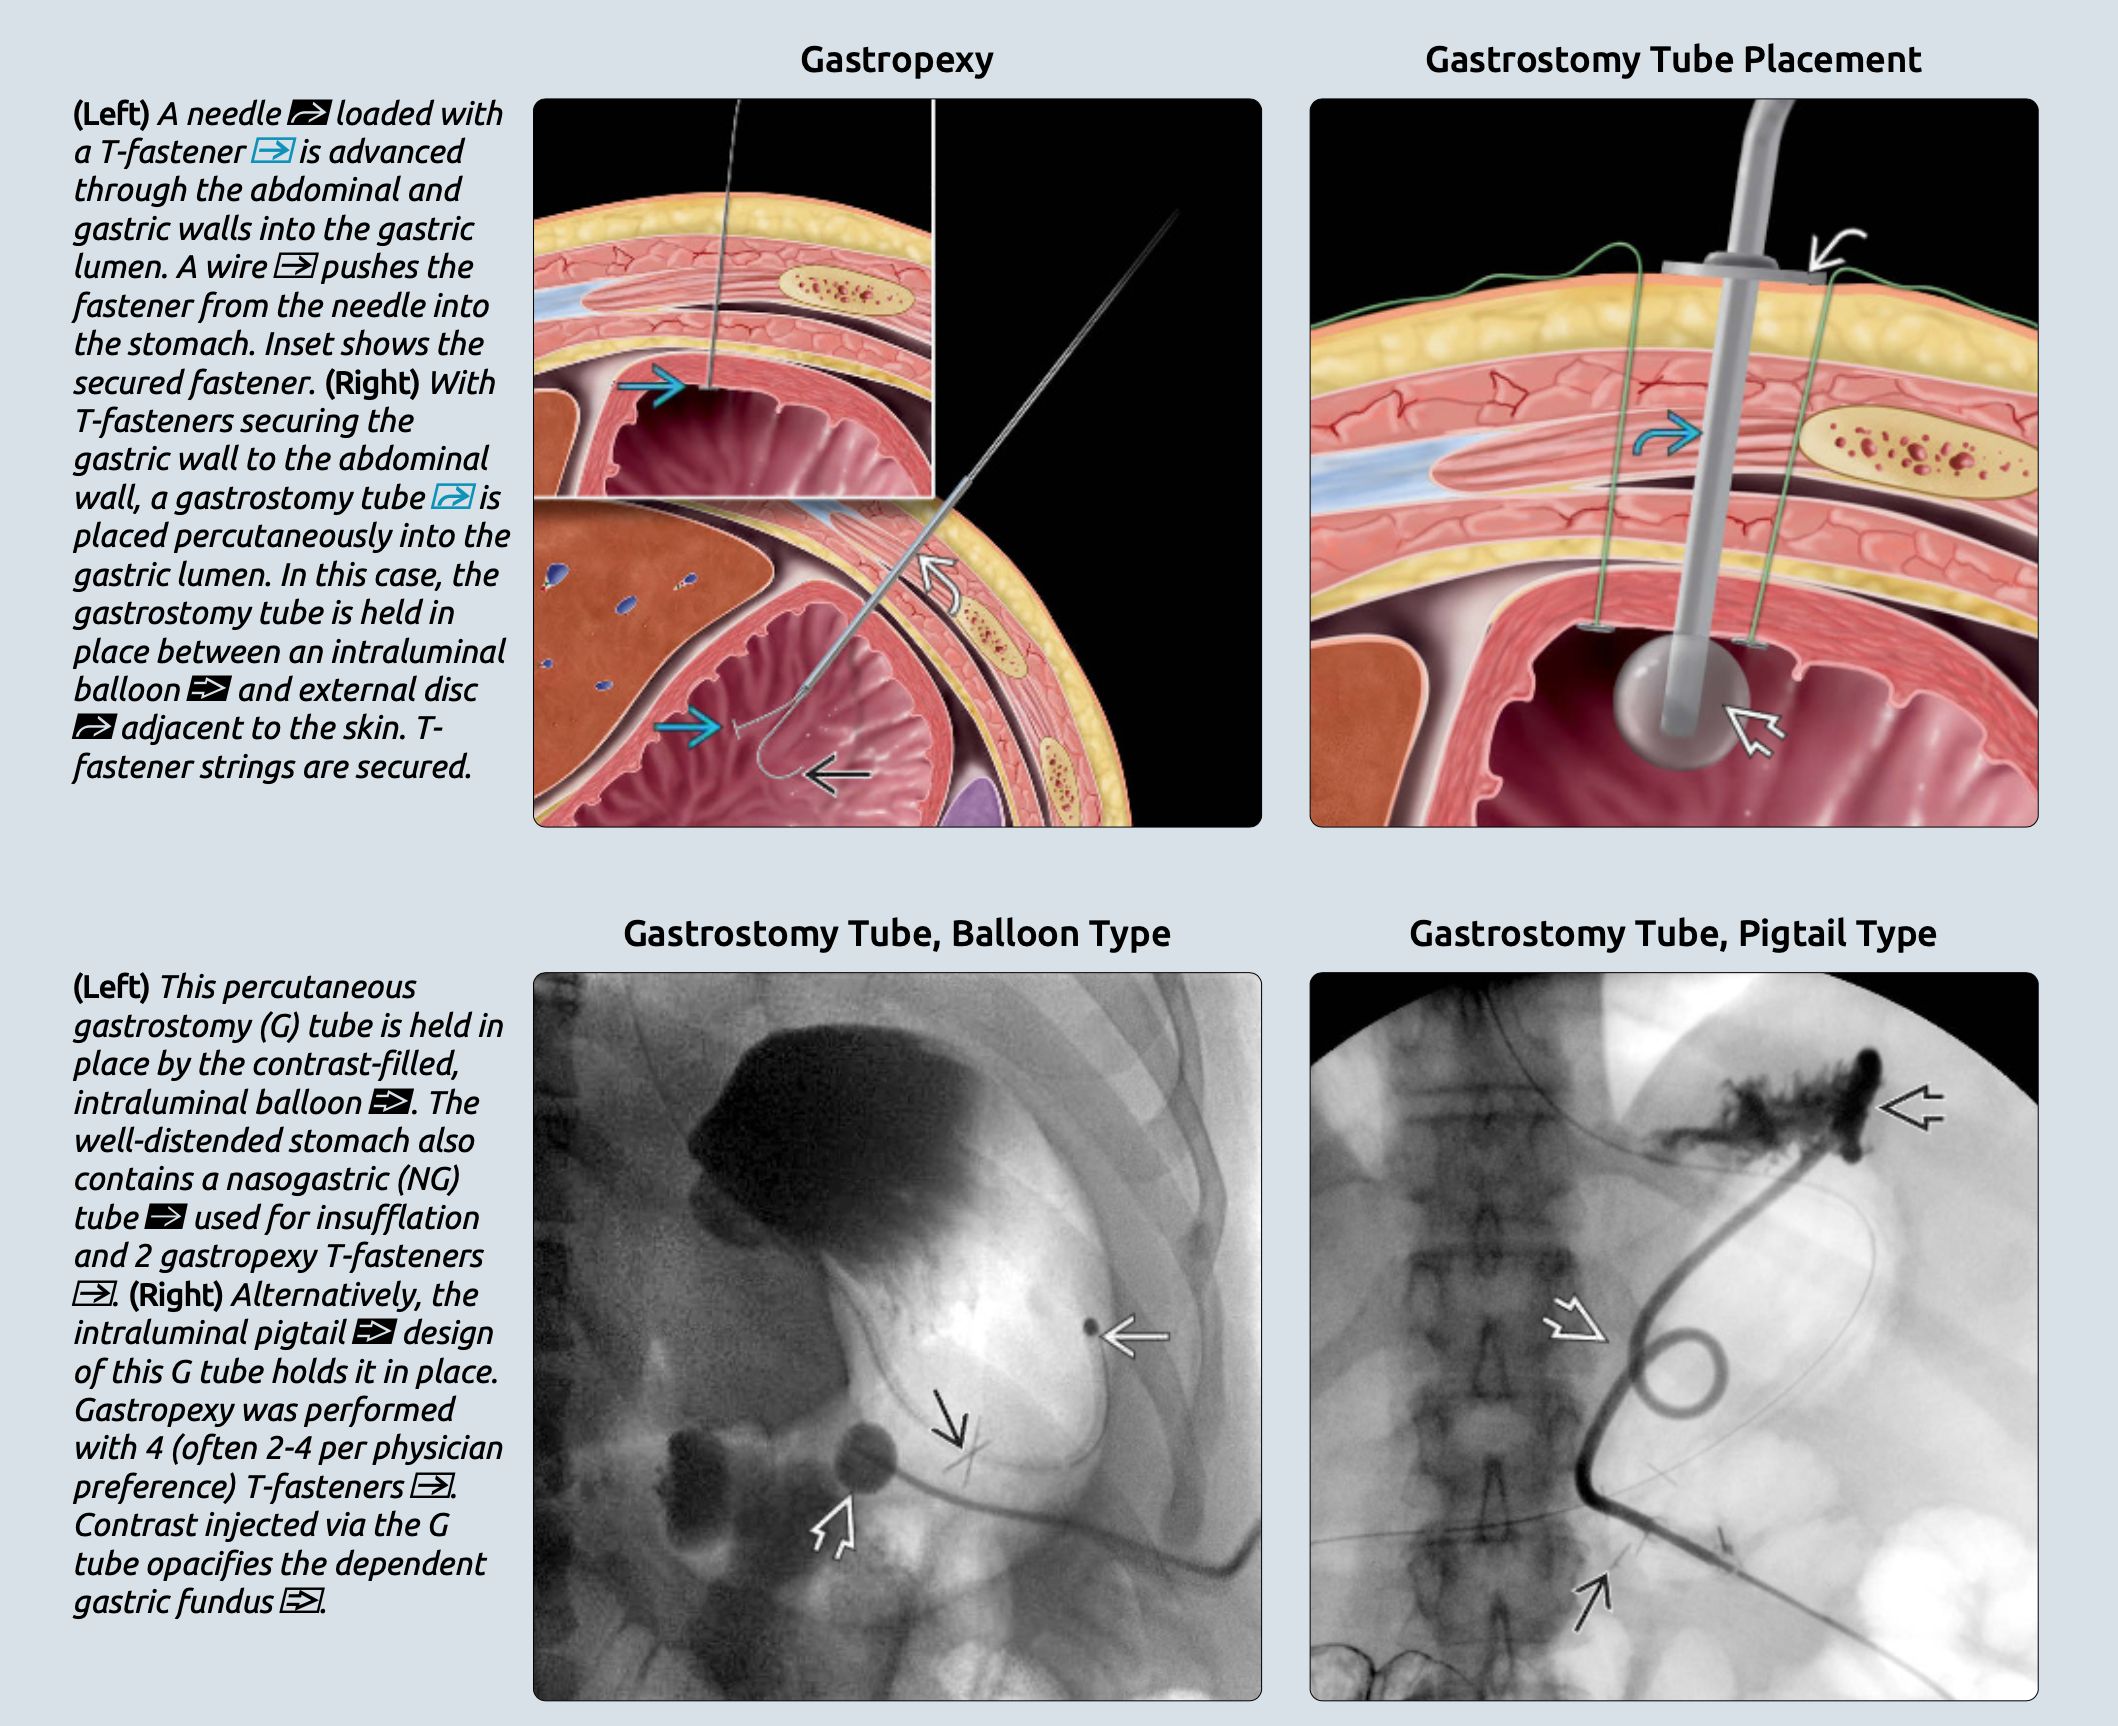 Gastropexy
Gastrostomy Tube Placement
(Left) A needle loaded with
a T-fastener is advanced
through the abdominal and
gastric walls into the gastric
lumen. A wire pushes the
fastener from the needle into
the stomach. Inset shows the
secured fastener. (Right) With
T-fasteners securing the
gastric wall to the abdominal
wall, a gastrostomy tube is
placed percutaneously into the
gastric lumen. In this case, the
gastrostomy tube is held in
place between an intraluminal
balloon and external disc
adjacent to the skin. T-
fastener strings are secured.
Gastrostomy Tube, Balloon Type
Gastrostomy Tube, Pigtail Type
(Left) This percutaneous
gastrostomy (G) tube is held in
place by the contrast-filled,
intraluminal balloon . The
well-distended stomach also
contains a nasogastric (NG)
tube used for insufflation
and 2 gastropexy T-fasteners
. (Right) Alternatively, the
intraluminal pigtail design
of this G tube holds it in place.
Gastropexy was performed
with 4 (often 2-4 per physician
preference) T-fasteners .
Contrast injected via the G
tube opacifies the dependent
gastric fundus .